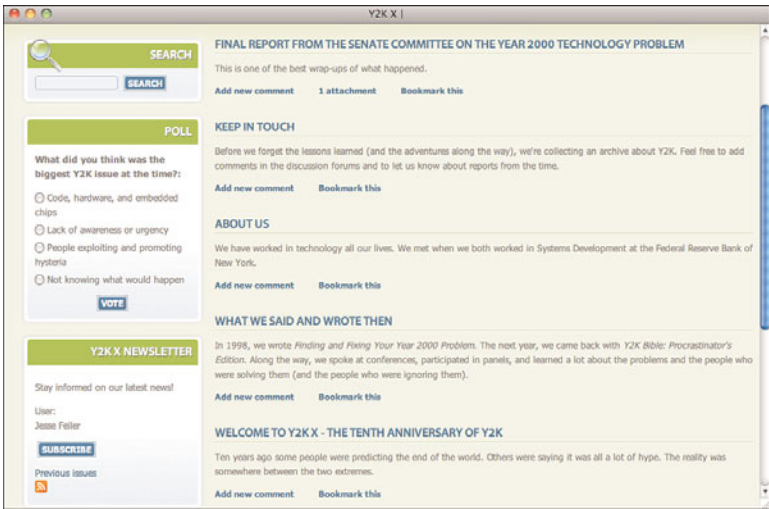 Y2K X |
SEARCH
SEARCH
POLL
What did you think was the
biggest Y2K issue at the time?:
Code, hardware, and embedded
chips
Lack of awareness or urgency
People exploiting and promoting
hysteria
Not knowing what would happen
VOTE
Y2K X NEWSLETTER
Stay informed on our latest news!
User:
Jesse Feiler
SUBSCRIBE
Previous issues
FINAL REPORT FROM THE SENATE COMMITTEE ON THE YEAR 2000 TECHNOLOGY PROBLEM
This is one of the best wrap-ups of what happened.
Add new comment 1 attachment Bookmark this
KEEP IN TOUCH
Before we forget the lessons learned (and the adventures along the way), we're collecting an archive about Y2K. Feel free to add
comments in the discussion forums and to let us know about reports from the time.
Add new comment Bookmark this
ABOUT US
We have worked in technology all our lives. We met when we both worked in Systems Development at the Federal Reserve Bank of
New York.
Add new comment Bookmark this
WHAT WE SAID AND WROTE THEN
In 1998, we wrote Finding and Fixing Your Year 2000 Problem. The next year, we came back with Y2K Bible: Procrastinator's
Edition. Along the way, we spoke at conferences, participated in panels, and learned a lot about the problems and the people who
were solving them (and the people who were ignoring them).
Add new comment Bookmark this
WELCOME TO Y2K X - THE TENTH ANNIVERSARY OF Y2K
Ten years ago some people were predicting the end of the world. Others were saying it was all a lot of hype. The reality was
somewhere between the two extremes.
Add new comment Bookmark this